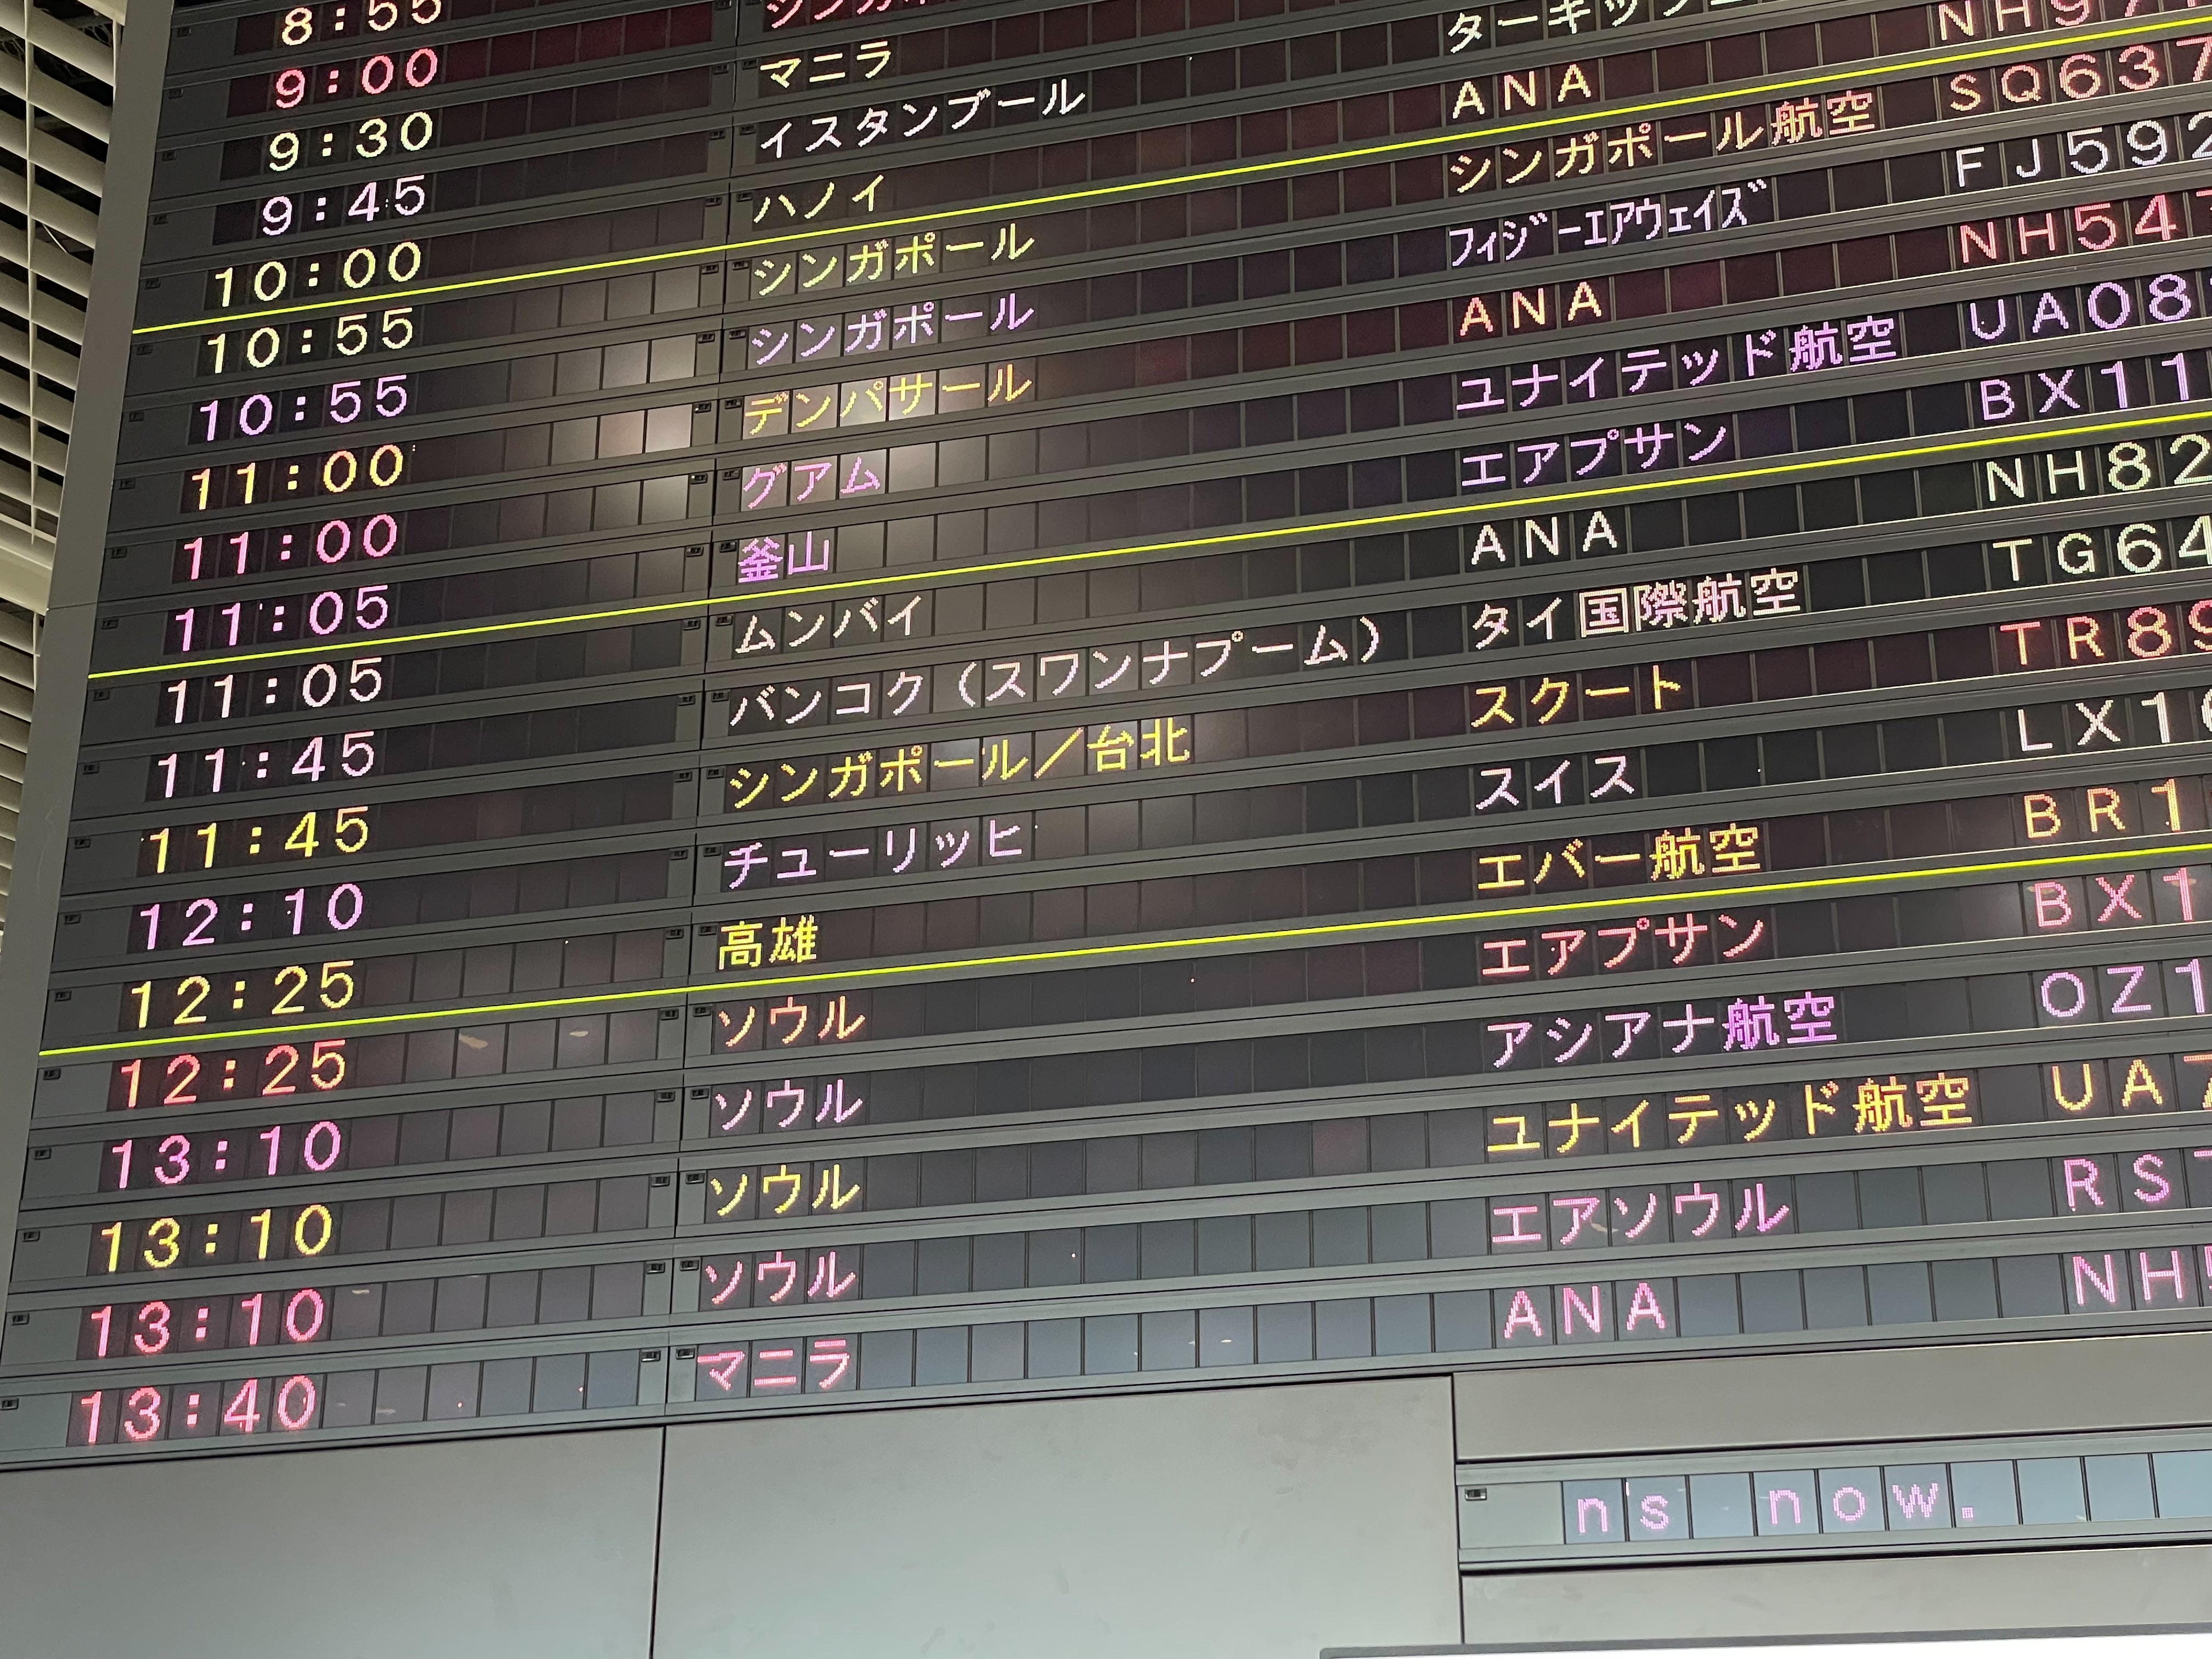 8:55
9:00 シンガポ
9:30 マニラ
9:45 イスタンブール ターキッシュ
10:00 ハノイ ANA NH97
10:55 シンガポール シンガポール航空 SQ637
10:55 シンガポール フィジーエアウェイズ FJ592
11:00 デンパサール ANA NH54
11:00 グアム ユナイテッド航空 UA08
11:05 釜山 エアプサン BX11
11:05 ムンバイ ANA NH82
11:45 バンコク（スワンナプーム） タイ国際航空 TG64
11:45 シンガポール／台北 スクート TR89
12:10 チューリッヒ スイス LX1
12:25 高雄 エバー航空 BR1
12:25 ソウル エアプサン BX1
13:10 ソウル アシアナ航空 OZ1
13:10 ソウル ユナイテッド航空 UA7
13:10 ソウル エアソウル RS
13:40 マニラ ANA NH
ns now.